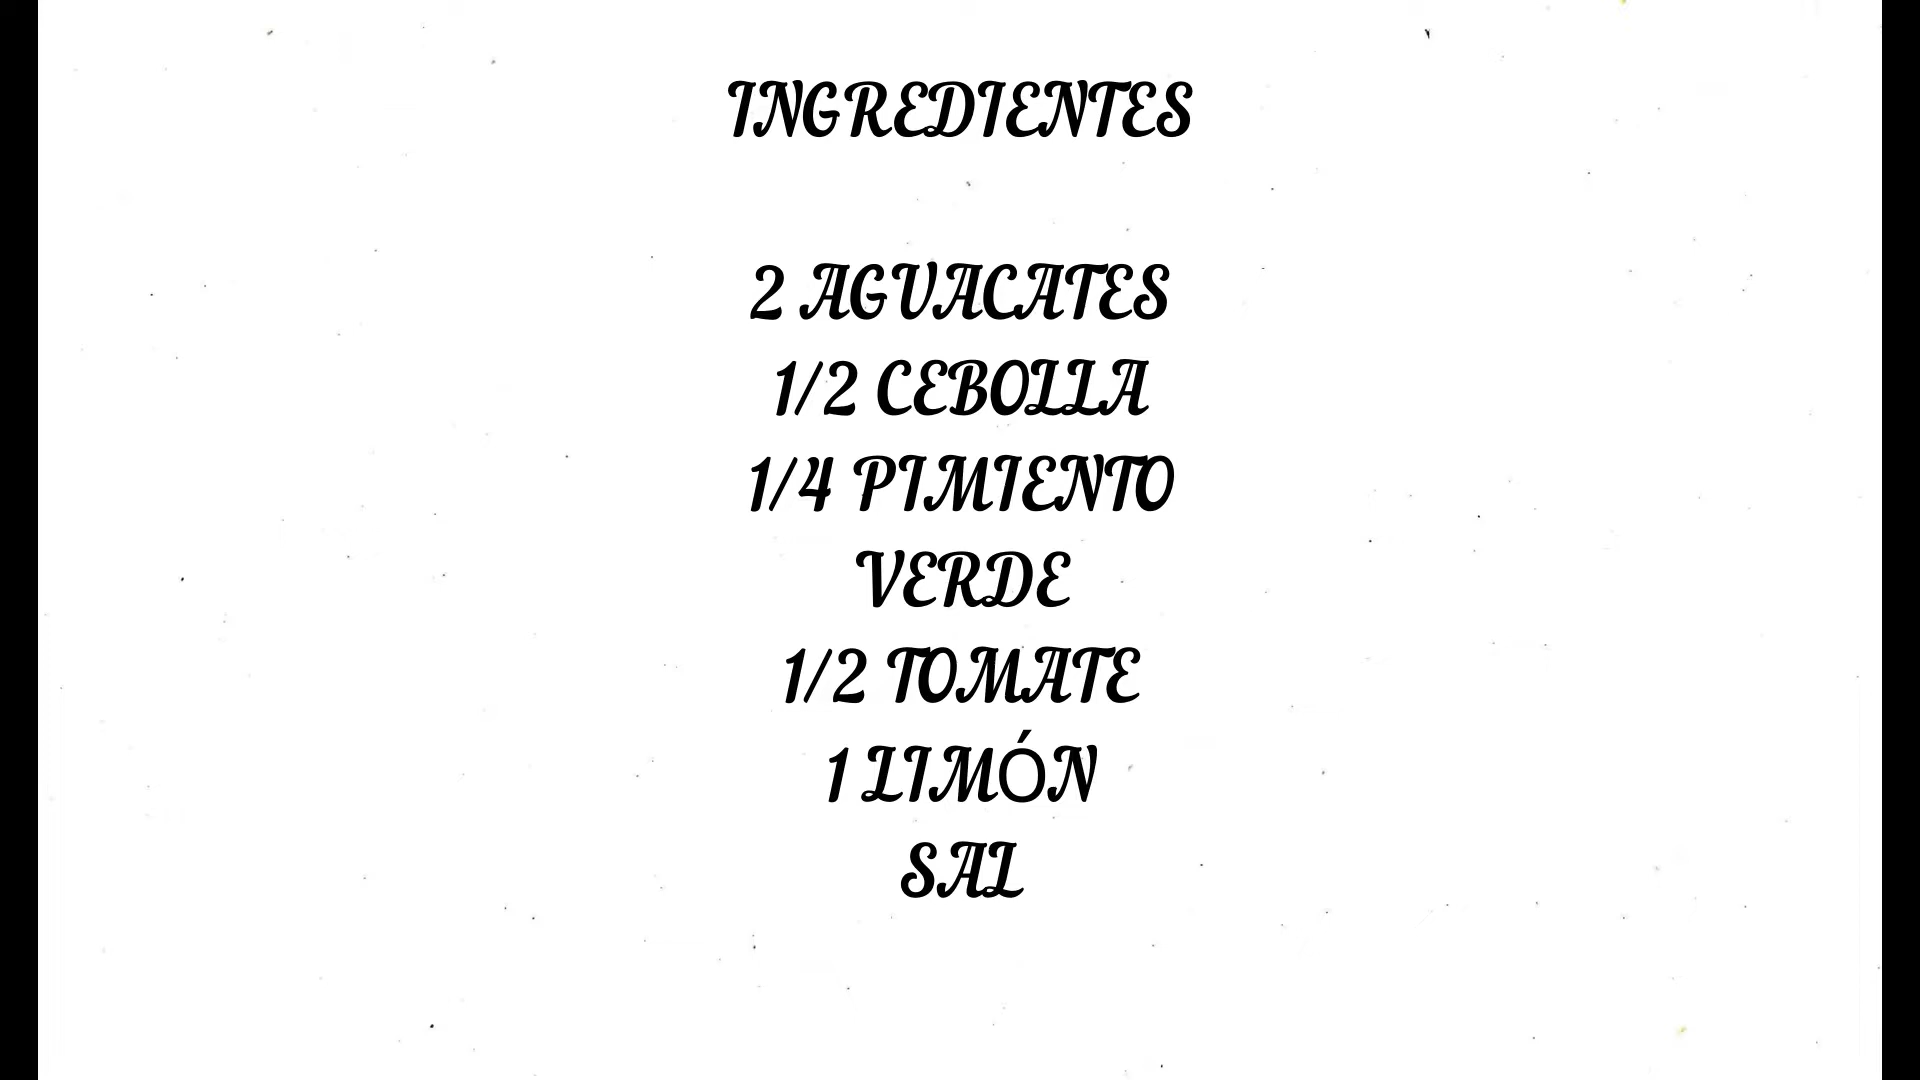 INGREDIENTES
2 AGUACATES
1/2 CEBOLLA
1/4 PIMIENTO
VERDE
1/2 TOMATE
1 LIMÓN
SAL